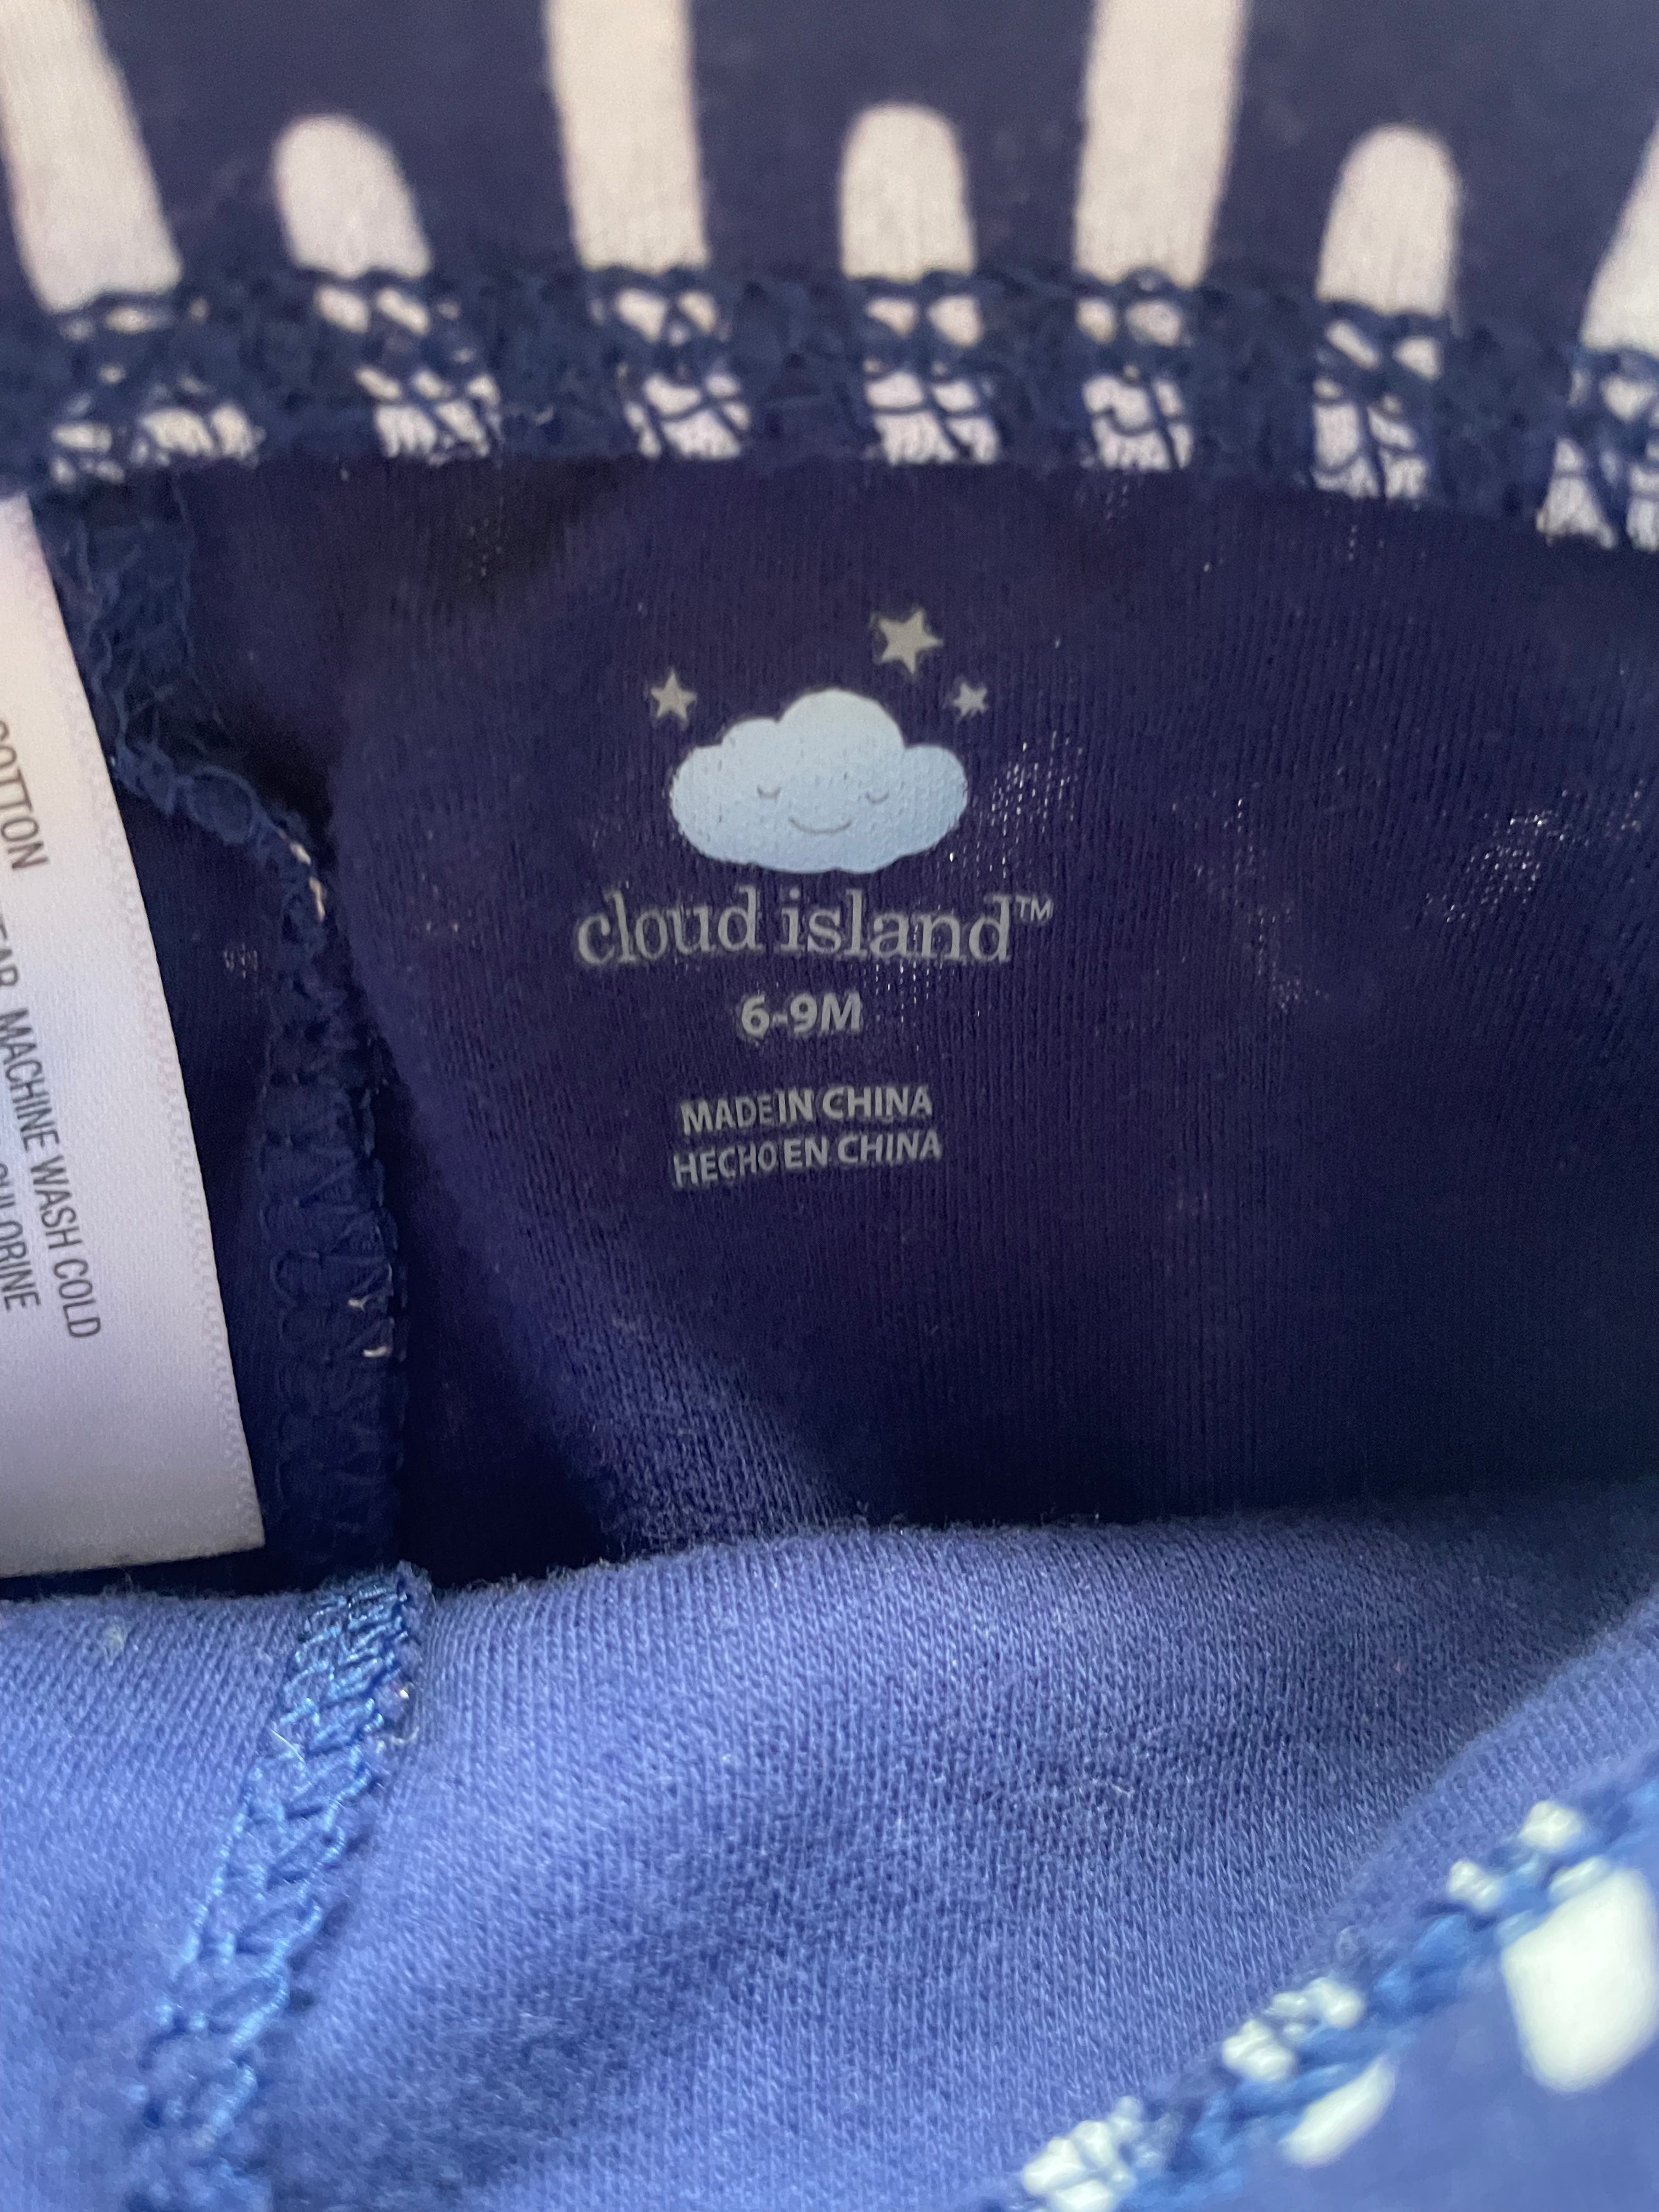 cloud island™
6-9M
MADE IN CHINA
HECHO EN CHINA
COTTON
MACHINE WASH COLD